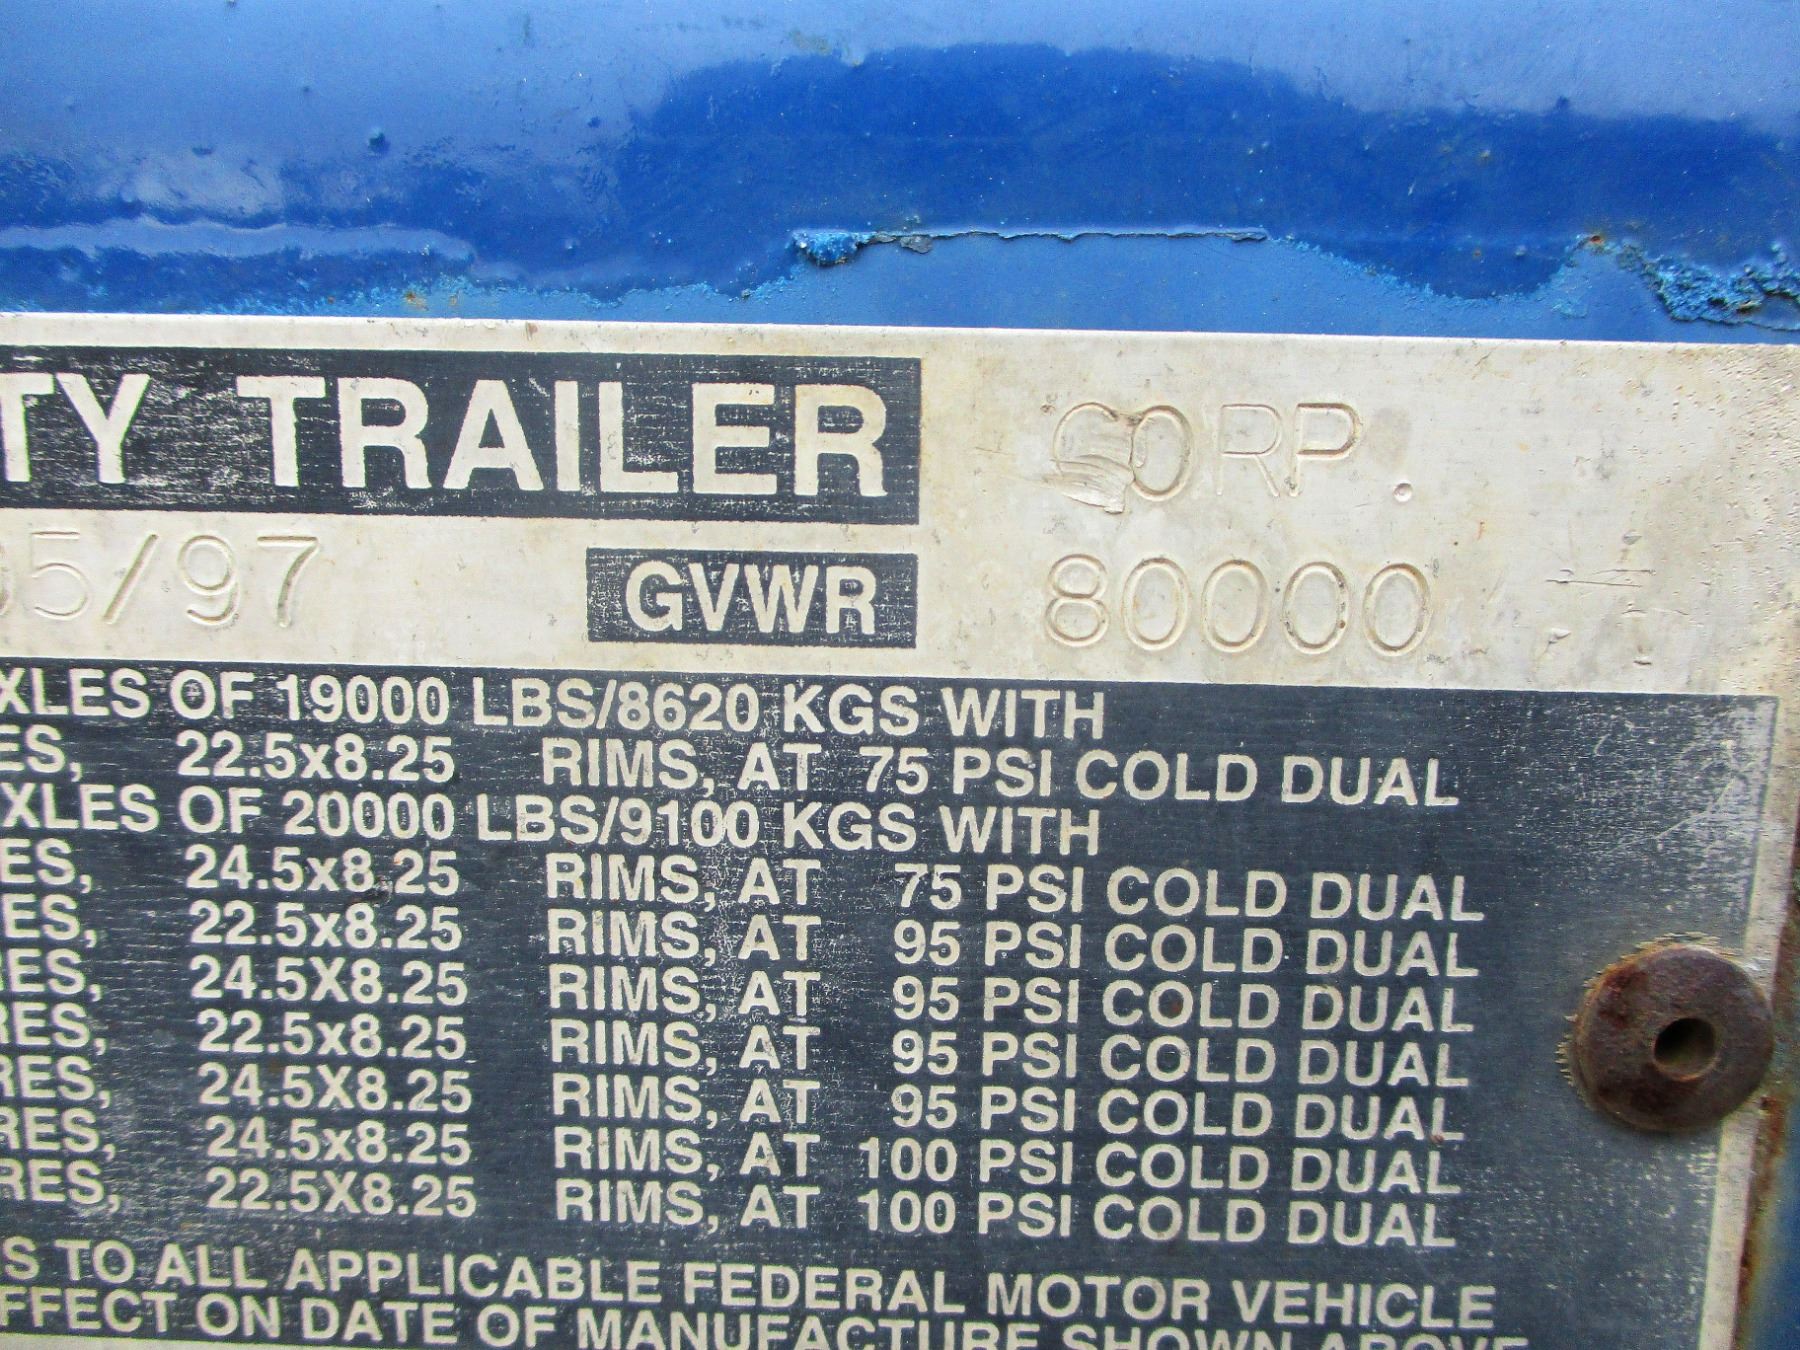 TY TRAILER CORP.
05/97 GVWR 80000
XLES OF 19000 LBS/8620 KGS WITH
ES, 22.5x8.25 RIMS, AT 75 PSI COLD DUAL
XLES OF 20000 LBS/9100 KGS WITH
ES, 24.5x8.25 RIMS, AT 75 PSI COLD DUAL
ES, 22.5x8.25 RIMS, AT 95 PSI COLD DUAL
RES, 24.5X8.25 RIMS, AT 95 PSI COLD DUAL
RES, 22.5x8.25 RIMS, AT 95 PSI COLD DUAL
RES, 24.5X8.25 RIMS, AT 95 PSI COLD DUAL
RES, 24.5x8.25 RIMS, AT 100 PSI COLD DUAL
RES, 22.5X8.25 RIMS, AT 100 PSI COLD DUAL
S TO ALL APPLICABLE FEDERAL MOTOR VEHICLE
FFECT ON DATE OF MANUFACTURE SHOWN ABOVE